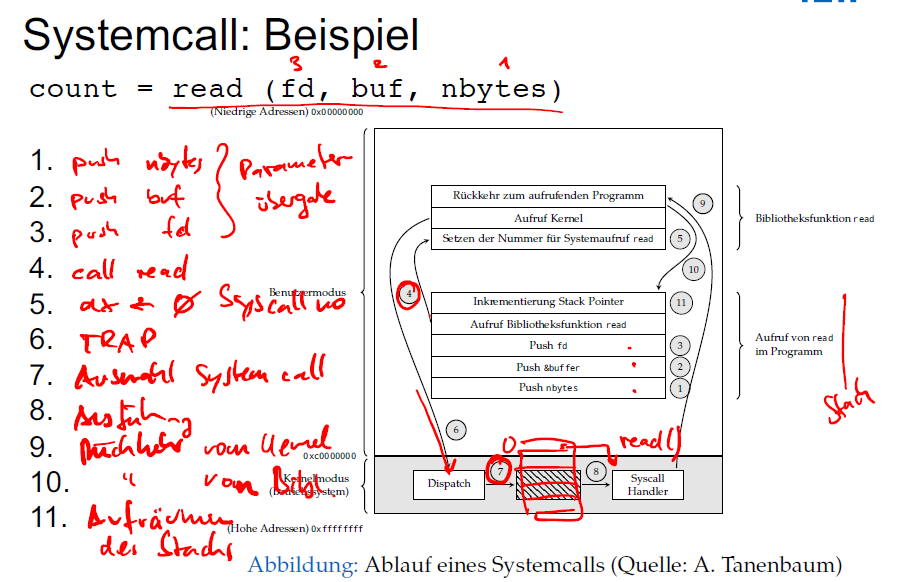 Systemcall: Beispiel
3 2 1
count = read (fd, buf, nbytes)
(Niedrige Adressen) 0x00000000
1. push nbytes
2. push buf
3. push fd
Parameter
übergabe
4. call read
5. ax ← 0 Syscall no
6. TRAP
7. Auswahl System call
8. Ausführung
9. Rückkehr vom Kernel
10. " vom Bibl.
11. Aufräumen
des Stacks
Benutzermodus
0xc0000000
Kernelmodus
(Betriebssystem)
(Hohe Adressen) 0xffffffff
Rückkehr zum aufrufenden Programm
Aufruf Kernel
Setzen der Nummer für Systemaufruf read
5
9
10
4
Bibliotheksfunktion read
Inkrementierung Stack Pointer
11
Aufruf Bibliotheksfunktion read
Push fd
3
Push &buffer
2
Push nbytes
1
Aufruf von read
im Programm
Stack
6
0
read()
Dispatch
7
8
Syscall
Handler
Abbildung: Ablauf eines Systemcalls (Quelle: A. Tanenbaum)